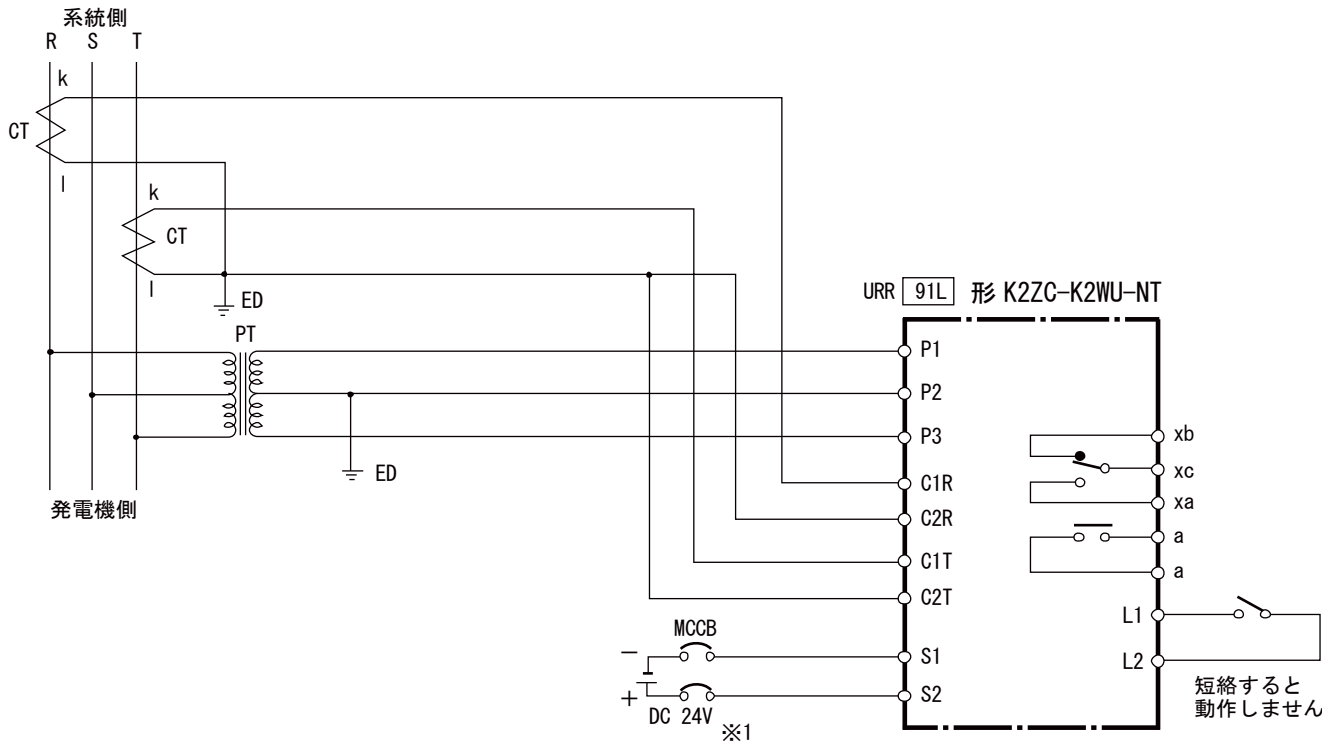 系統側
R S T
k
CT
l
k
CT
l
ED
URR 91L 形 K2ZC-K2WU-NT
PT
P1
P2
P3
ED
発電機側
C1R
C2R
C1T
C2T
xb
xc
xa
a
a
L1
L2
MCCB
−
S1
+
S2
DC 24V
※1
短絡すると
動作しません